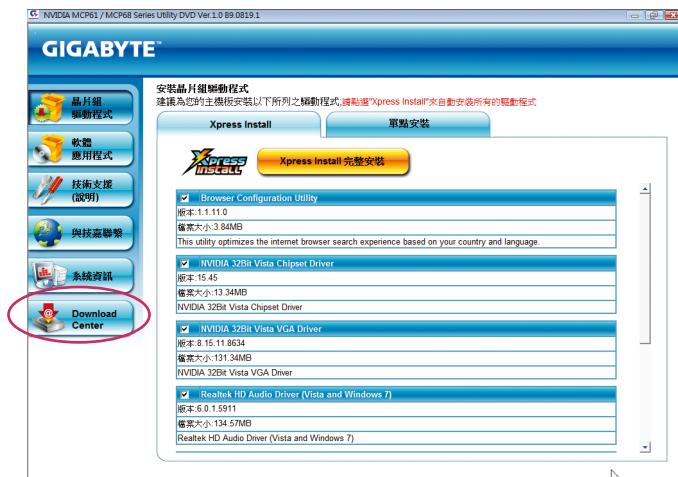 NVIDIA MCP61 / MCP68 Series Utility DVD Ver.1.0 B9.0819.1
GIGABYTE™
晶片組
驅動程式
軟體
應用程式
技術支援
(說明)
與技嘉聯繫
系統資訊
Download
Center
安裝晶片組驅動程式
建議為您的主機板安裝以下所列之驅動程式,請點選"Xpress Install"來自動安裝所有的驅動程式
Xpress Install
單點安裝
Xpress
INSTALL
Xpress Install 完整安裝
Browser Configuration Utility
版本:1.1.11.0
檔案大小:3.84MB
This utility optimizes the internet browser search experience based on your country and language.
NVIDIA 32Bit Vista Chipset Driver
版本:15.45
檔案大小:13.34MB
NVIDIA 32Bit Vista Chipset Driver
NVIDIA 32Bit Vista VGA Driver
版本:8.15.11.8634
檔案大小:131.34MB
NVIDIA 32Bit Vista VGA Driver
Realtek HD Audio Driver (Vista and Windows 7)
版本:6.0.1.5911
檔案大小:134.57MB
Realtek HD Audio Driver (Vista and Windows 7)